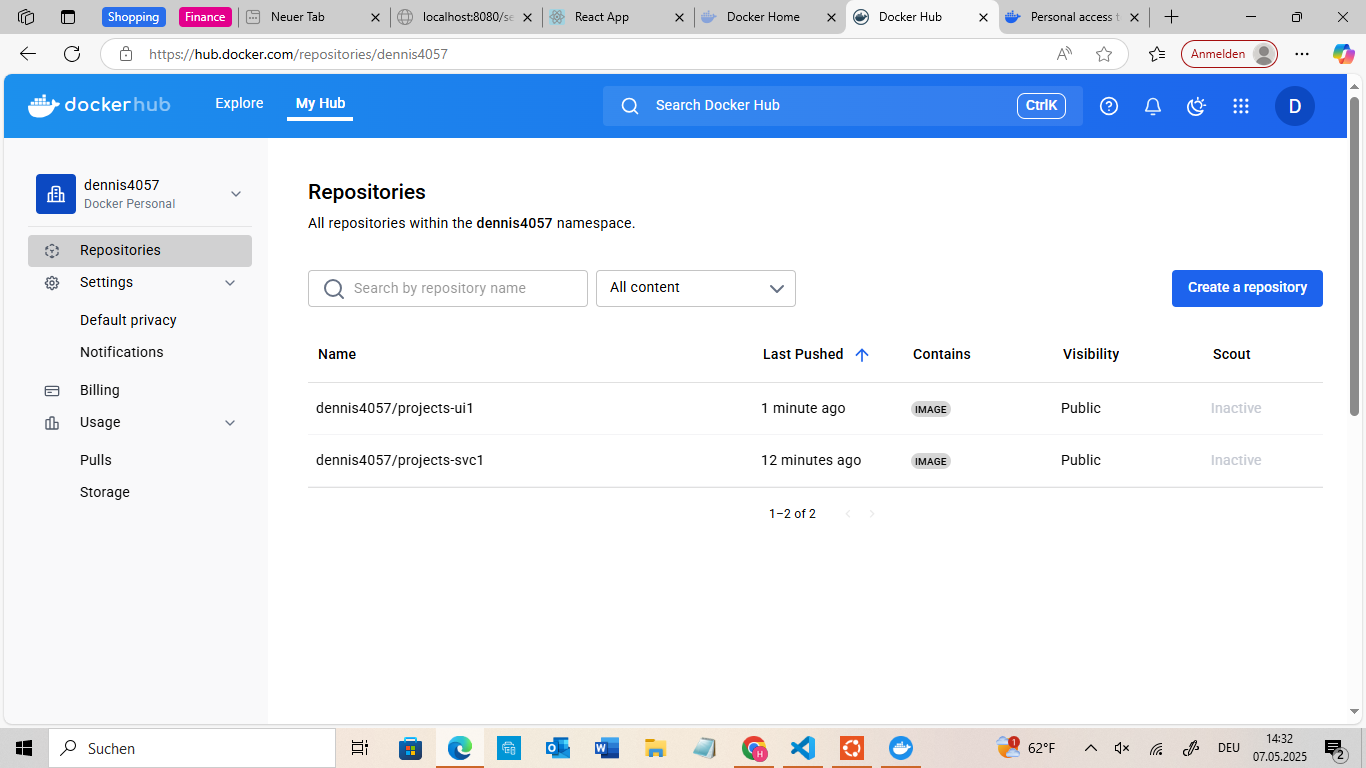 Shopping
Finance
Neuer Tab
localhost:8080/se
React App
Docker Home
Docker Hub
Personal access t
https://hub.docker.com/repositories/dennis4057
Anmelden
dockerhub
Explore
My Hub
Search Docker Hub
CtrlK
D
dennis4057
Docker Personal
Repositories
Settings
Default privacy
Notifications
Billing
Usage
Pulls
Storage
Repositories
All repositories within the dennis4057 namespace.
Search by repository name
All content
Create a repository
Name Last Pushed Contains Visibility Scout
dennis4057/projects-ui1 1 minute ago IMAGE Public Inactive
dennis4057/projects-svc1 12 minutes ago IMAGE Public Inactive
1–2 of 2
Suchen
1
62°F
DEU
14:32
07.05.2025
2